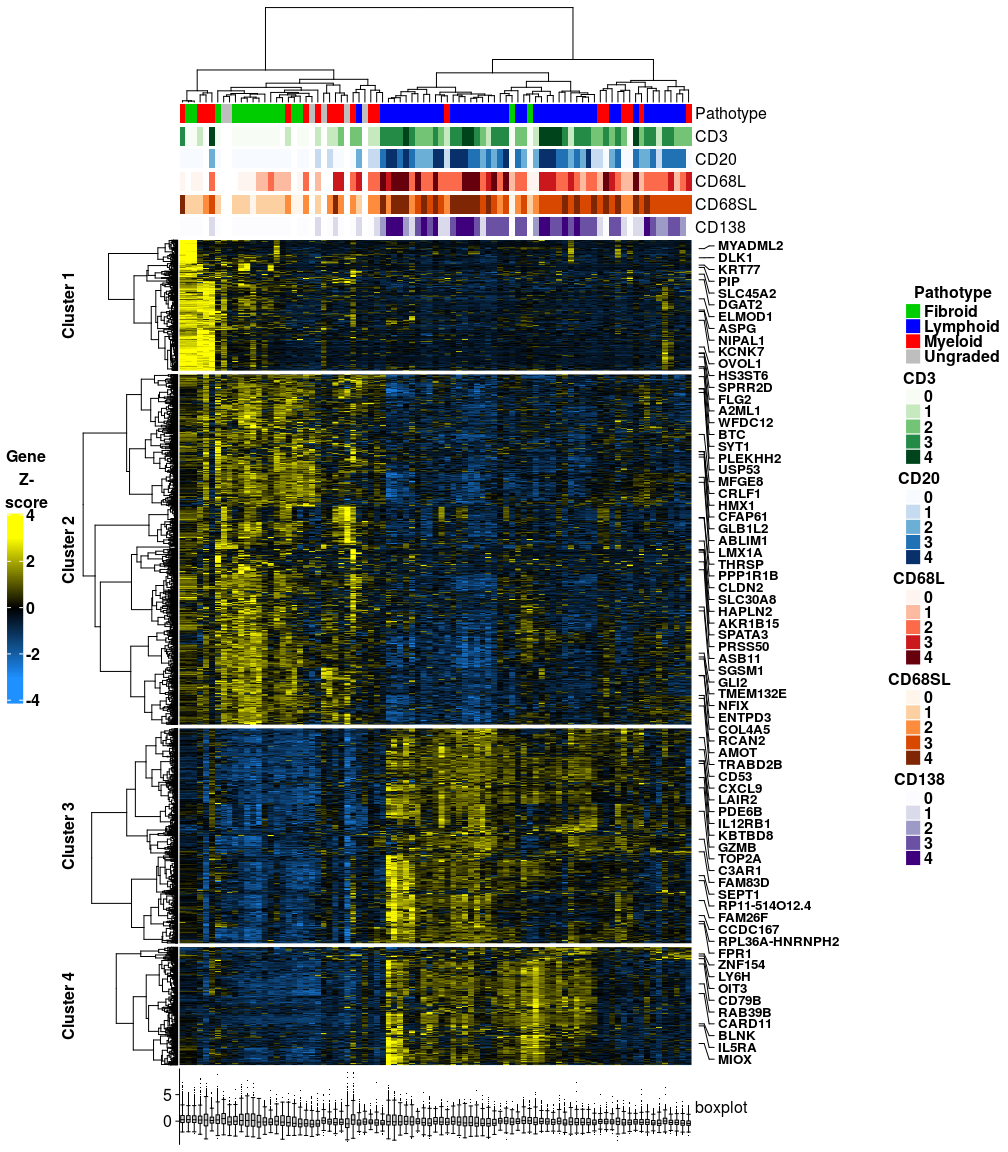 Pathotype
CD3
CD20
CD68L
CD68SL
CD138
Cluster 1
Cluster 2
Cluster 3
Cluster 4
Gene
Z-
score
4
2
0
-2
-4
MYADML2
DLK1
KRT77
PIP
SLC45A2
DGAT2
ELMOD1
ASPG
NIPAL1
KCNK7
OVOL1
HS3ST6
SPRR2D
FLG2
A2ML1
WFDC12
BTC
SYT1
PLEKHH2
USP53
MFGE8
CRLF1
HMX1
CFAP61
GLB1L2
ABLIM1
LMX1A
THRSP
PPP1R1B
CLDN2
SLC30A8
HAPLN2
AKR1B15
SPATA3
PRSS50
ASB11
SGSM1
GLI2
TMEM132E
NFIX
ENTPD3
COL4A5
RCAN2
AMOT
TRABD2B
CD53
CXCL9
LAIR2
PDE6B
IL12RB1
KBTBD8
GZMB
TOP2A
C3AR1
FAM83D
SEPT1
RP11-514O12.4
FAM26F
CCDC167
RPL36A-HNRNPH2
FPR1
ZNF154
LY6H
OIT3
CD79B
RAB39B
CARD11
BLNK
IL5RA
MIOX
5
0
boxplot
Pathotype
Fibroid
Lymphoid
Myeloid
Ungraded
CD3
0
1
2
3
4
CD20
0
1
2
3
4
CD68L
0
1
2
3
4
CD68SL
0
1
2
3
4
CD138
0
1
2
3
4